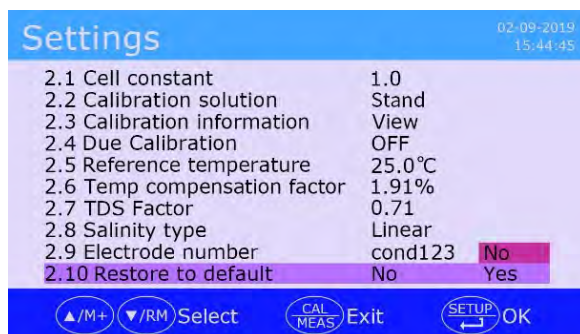 Settings
02-09-2019
15:44:45
2.1 Cell constant 1.0
2.2 Calibration solution Stand
2.3 Calibration information View
2.4 Due Calibration OFF
2.5 Reference temperature 25.0℃
2.6 Temp compensation factor 1.91%
2.7 TDS Factor 0.71
2.8 Salinity type Linear
2.9 Electrode number cond123 No
2.10 Restore to default No Yes
▲/M+ ▼/RM Select CAL MEAS Exit SETUP OK